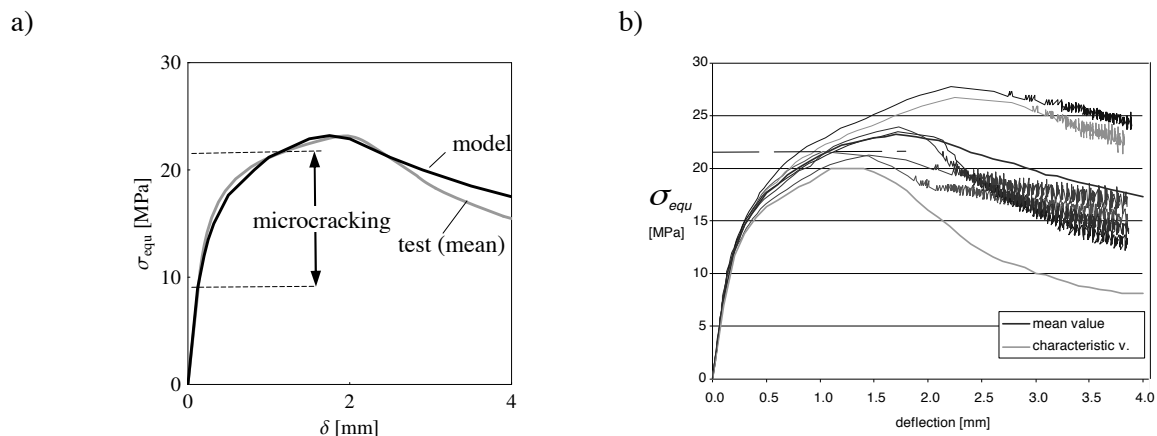 a)
30
20
10
0
σequ [MPa]
model
microcracking
test (mean)
0
2
4
δ [mm]
b)
30
25
20
15
10
5
0
σequ
[MPa]
mean value
characteristic v.
0.0 0.5 1.0 1.5 2.0 2.5 3.0 3.5 4.0
deflection [mm]